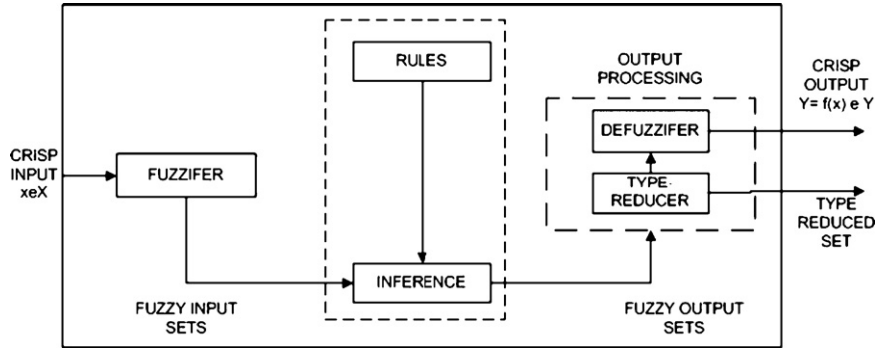 RULES
OUTPUT
PROCESSING
CRISP
OUTPUT
Y= f(x) e Y
DEFUZZIFER
CRISP
INPUT
xeX
FUZZIFER
TYPE-
REDUCER
TYPE
REDUCED
SET
INFERENCE
FUZZY INPUT
SETS
FUZZY OUTPUT
SETS